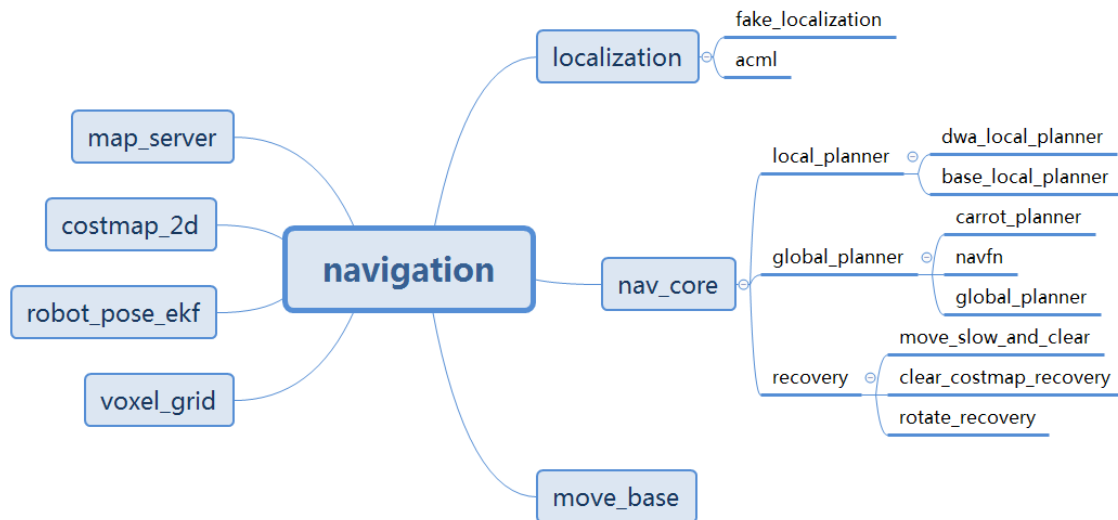 fake_localization
localization
acml
map_server
local_planner
dwa_local_planner
base_local_planner
costmap_2d
carrot_planner
navigation
global_planner
navfn
nav_core
global_planner
robot_pose_ekf
move_slow_and_clear
recovery
clear_costmap_recovery
voxel_grid
rotate_recovery
move_base